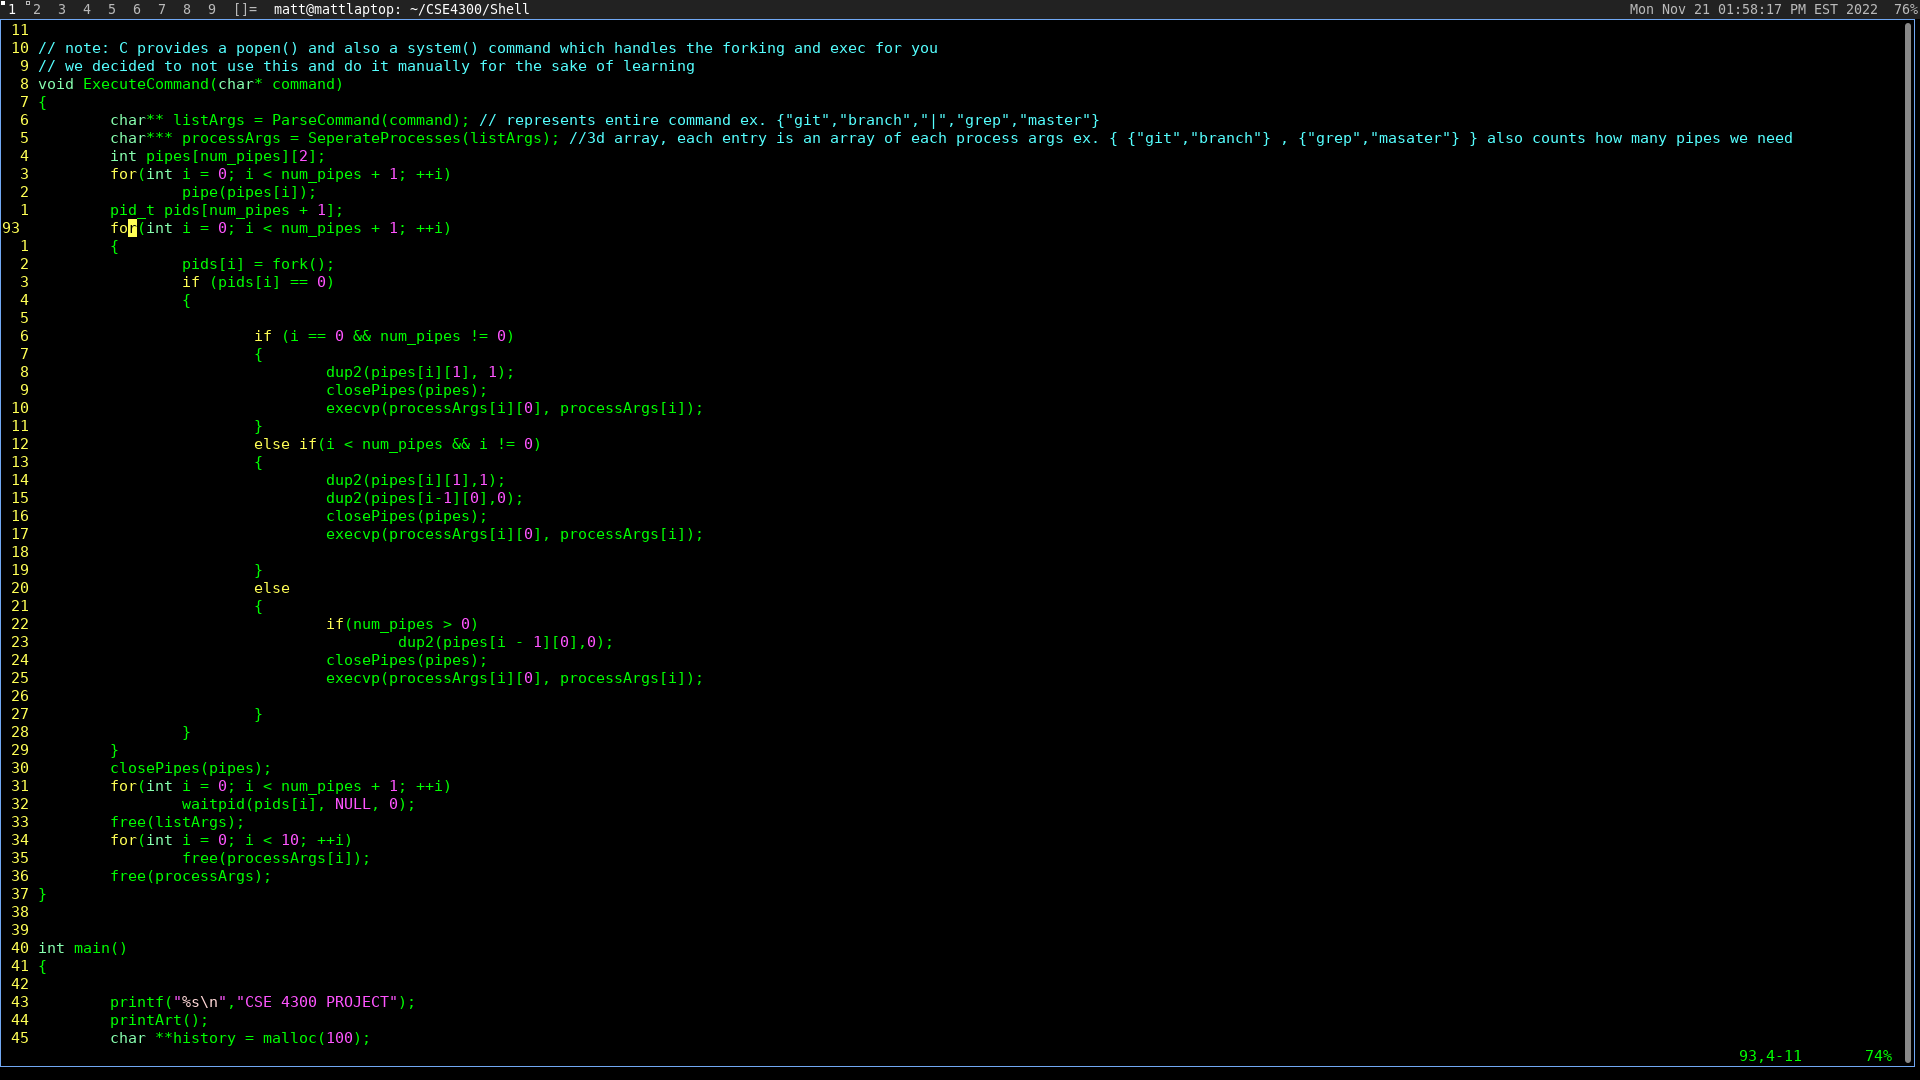 1 2 3 4 5 6 7 8 9 []= matt@mattlaptop: ~/CSE4300/Shell Mon Nov 21 01:58:17 PM EST 2022 76%
11
10 // note: C provides a popen() and also a system() command which handles the forking and exec for you
9 // we decided to not use this and do it manually for the sake of learning
8 void ExecuteCommand(char* command)
7 {
6 char** listArgs = ParseCommand(command); // represents entire command ex. {"git","branch","|","grep","master"}
5 char*** processArgs = SeperateProcesses(listArgs); //3d array, each entry is an array of each process args ex. { {"git","branch"} , {"grep","masater"} } also counts how many pipes we need
4 int pipes[num_pipes][2];
3 for(int i = 0; i < num_pipes + 1; ++i)
2 pipe(pipes[i]);
1 pid_t pids[num_pipes + 1];
93 for(int i = 0; i < num_pipes + 1; ++i)
1 {
2 pids[i] = fork();
3 if (pids[i] == 0)
4 {
5
6 if (i == 0 && num_pipes != 0)
7 {
8 dup2(pipes[i][1], 1);
9 closePipes(pipes);
10 execvp(processArgs[i][0], processArgs[i]);
11 }
12 else if(i < num_pipes && i != 0)
13 {
14 dup2(pipes[i][1],1);
15 dup2(pipes[i-1][0],0);
16 closePipes(pipes);
17 execvp(processArgs[i][0], processArgs[i]);
18
19 }
20 else
21 {
22 if(num_pipes > 0)
23 dup2(pipes[i - 1][0],0);
24 closePipes(pipes);
25 execvp(processArgs[i][0], processArgs[i]);
26
27 }
28 }
29 }
30 closePipes(pipes);
31 for(int i = 0; i < num_pipes + 1; ++i)
32 waitpid(pids[i], NULL, 0);
33 free(listArgs);
34 for(int i = 0; i < 10; ++i)
35 free(processArgs[i]);
36 free(processArgs);
37 }
38
39
40 int main()
41 {
42
43 printf("%s\n","CSE 4300 PROJECT");
44 printArt();
45 char **history = malloc(100);
93,4-11 74%